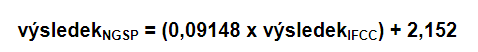 výsledekNGSP = (0,09148 x výsledekIFCC) + 2,152